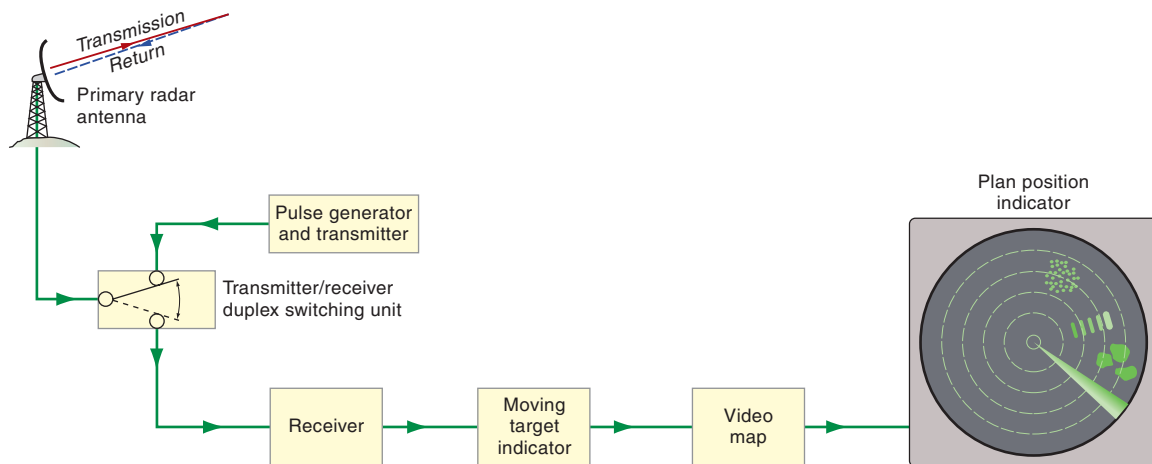 Transmission
Return
Primary radar
antenna
Pulse generator
and transmitter
Transmitter/receiver
duplex switching unit
Receiver
Moving
target
indicator
Video
map
Plan position
indicator